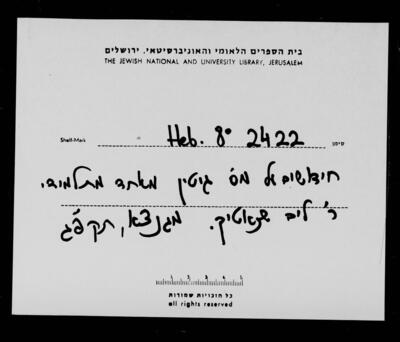 בית הספרים הלאומי והאוניברסיטאי, ירושלים
THE JEWISH NATIONAL AND UNIVERSITY LIBRARY, JERUSALEM
Shelf-Mark Heb. 8° 2422 סימן
חידושים על מס' גיטין מאחד מתלמידי
ר' ליב מגנצא, תקפ"ג
כל הזכויות שמורות
all rights reserved